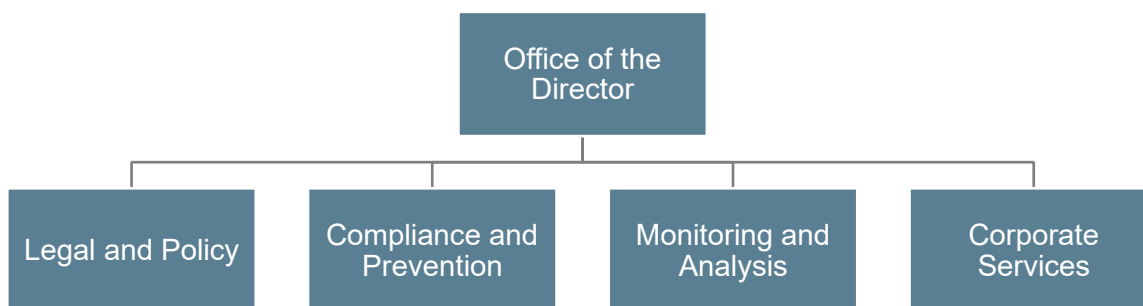 Office of the
Director
Legal and Policy
Compliance and
Prevention
Monitoring and
Analysis
Corporate
Services